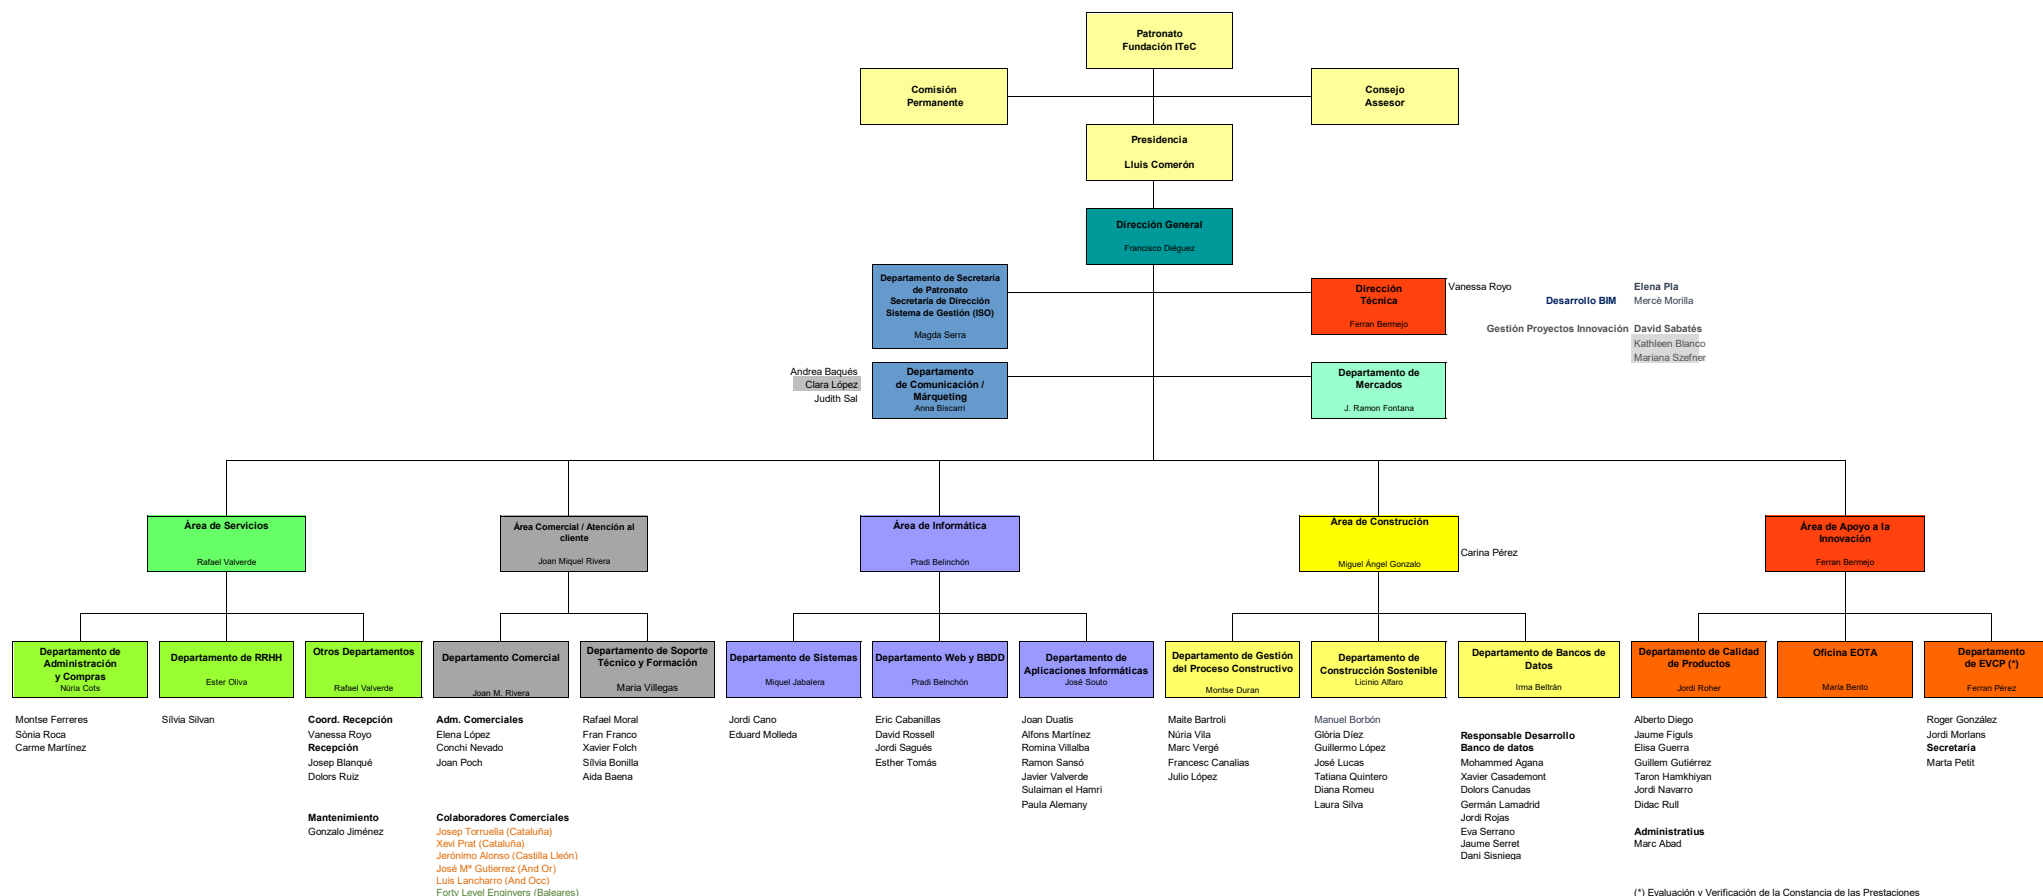 Patronato
Fundación ITeC
Comisión
Permanente
Consejo
Assesor
Presidencia
Lluis Comerón
Dirección General
Francisco Diéguez
Departamento de Secretaría
de Patronato
Secretaría de Dirección
Sistema de Gestión (ISO)
Magda Serra
Dirección
Técnica
Ferran Bermejo
Vanessa Royo
Elena Pla
Desarrollo BIM
Mercè Morilla
Gestión Proyectos Innovación
David Sabatés
Kathleen Blanco
Mariana Szefner
Andrea Baqués
Clara López
Judith Sal
Departamento
de Comunicación /
Márqueting
Anna Biscarri
Departamento de
Mercados
J. Ramon Fontana
Àrea de Servicios
Rafael Valverde
Área Comercial / Atención al
cliente
Joan Miquel Rivera
Área de Informática
Pradi Belinchón
Área de Construción
Miguel Ángel Gonzalo
Carina Pérez
Área de Apoyo a la
Innovación
Ferran Bermejo
Departamento de
Administración
y Compras
Núria Cots
Montse Ferreres
Sònia Roca
Carme Martínez
Departamento de RRHH
Ester Oliva
Sílvia Silvan
Otros Departamentos
Rafael Valverde
Coord. Recepción
Vanessa Royo
Recepción
Josep Blanqué
Dolors Ruiz
Mantenimiento
Gonzalo Jiménez
Departamento Comercial
Joan M. Rivera
Adm. Comerciales
Elena López
Conchi Nevado
Joan Poch
Colaboradores Comerciales
Josep Torruella (Cataluña)
Xevi Prat (Cataluña)
Jerónimo Alonso (Castilla Lleón)
José Mª Gutierrez (And Or)
Luis Lancharro (And Occ)
Forty Level Enginyers (Baleares)
Departamento de Soporte
Técnico y Formación
Maria Villegas
Rafael Moral
Fran Franco
Xavier Folch
Sílvia Bonilla
Aida Baena
Departamento de Sistemas
Miquel Jabalera
Jordi Cano
Eduard Molleda
Departamento Web y BBDD
Pradi Belnchón
Eric Cabanillas
David Rossell
Jordi Sagués
Esther Tomás
Departamento de
Aplicaciones Informáticas
José Souto
Joan Duatis
Alfons Martínez
Romina Villalba
Ramon Sansó
Javier Valverde
Sulaiman el Hamri
Paula Alemany
Departamento de Gestión
del Proceso Constructivo
Montse Duran
Maite Bartroli
Núria Vila
Marc Vergé
Francesc Canalias
Julio López
Departamento de
Construcción Sostenible
Licinio Alfaro
Manuel Borbón
Glòria Díez
Guillermo López
José Lucas
Tatiana Quintero
Diana Romeu
Laura Silva
Departamento de Bancos de
Datos
Irma Beltrán
Responsable Desarrollo
Banco de datos
Mohammed Agana
Xavier Casademont
Dolors Canudas
Germán Lamadrid
Jordi Rojas
Eva Serrano
Jaume Serret
Dani Sisniega
Departamento de Calidad
de Productos
Jordi Roher
Alberto Diego
Jaume Figuls
Elisa Guerra
Guillem Gutiérrez
Taron Hamkhiyan
Jordi Navarro
Didac Rull
Administratius
Marc Abad
Oficina EOTA
María Bento
Departamento
de EVCP (*)
Ferran Pérez
Roger González
Jordi Morlans
Secretaría
Marta Petit
(*) Evaluación y Verificación de la Constancia de las Prestaciones